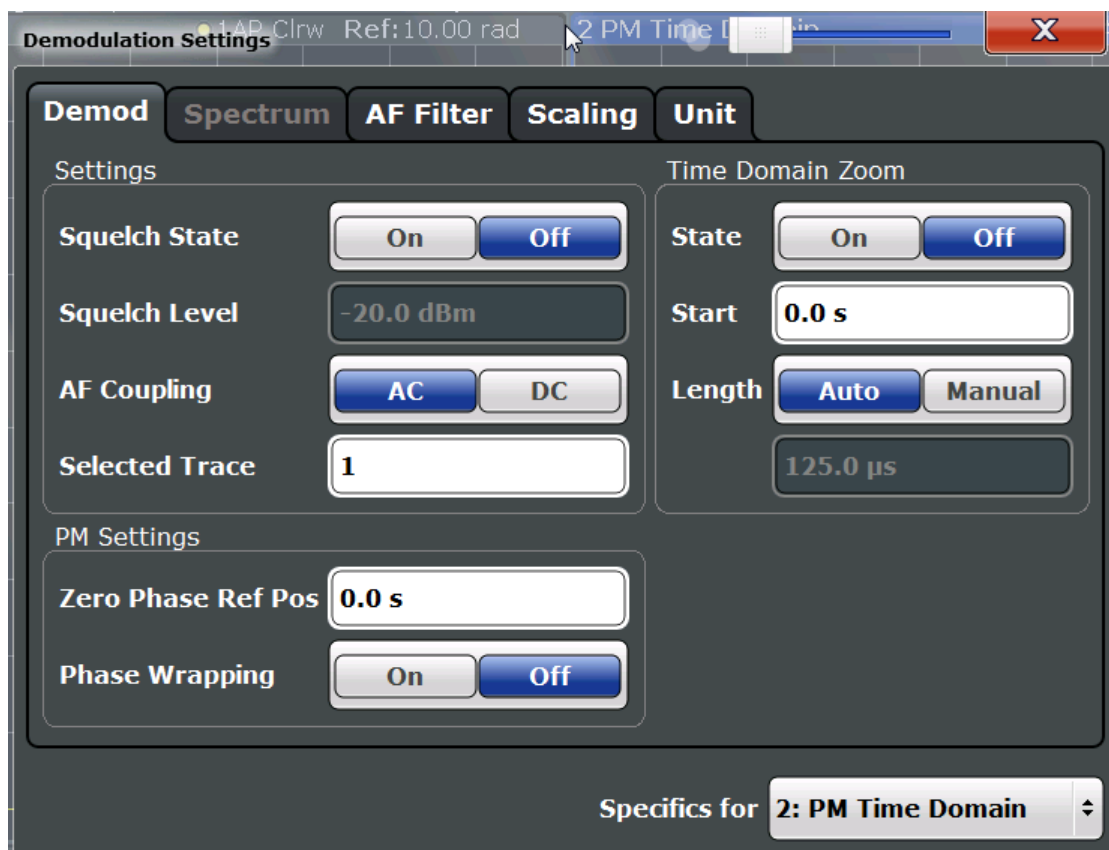 1AP Clrw Ref:10.00 rad 2 PM Time
Demodulation Settings
X
Demod Spectrum AF Filter Scaling Unit
Settings
Squelch State On Off
Squelch Level -20.0 dBm
AF Coupling AC DC
Selected Trace 1
Time Domain Zoom
State On Off
Start 0.0 s
Length Auto Manual
125.0 µs
PM Settings
Zero Phase Ref Pos 0.0 s
Phase Wrapping On Off
Specifics for 2: PM Time Domain